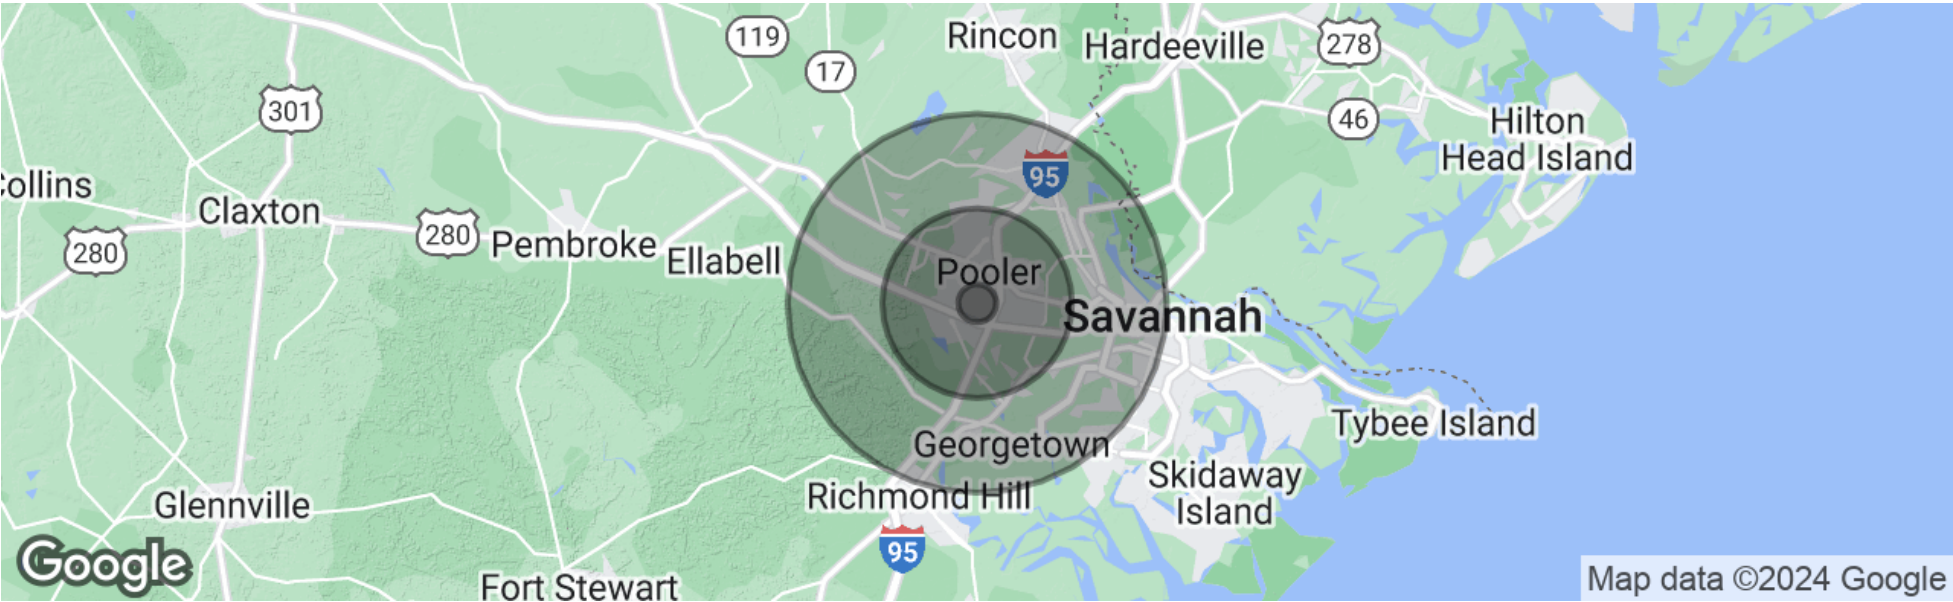 119
Rincon
Hardeeville
278
17
301
46
Hilton
Head Island
95
Collins
Claxton
280
Pembroke
280
Ellabell
Pooler
Savannah
Tybee Island
Georgetown
Skidaway
Island
Richmond Hill
Glennville
95
Google
Fort Stewart
Map data ©2024 Google